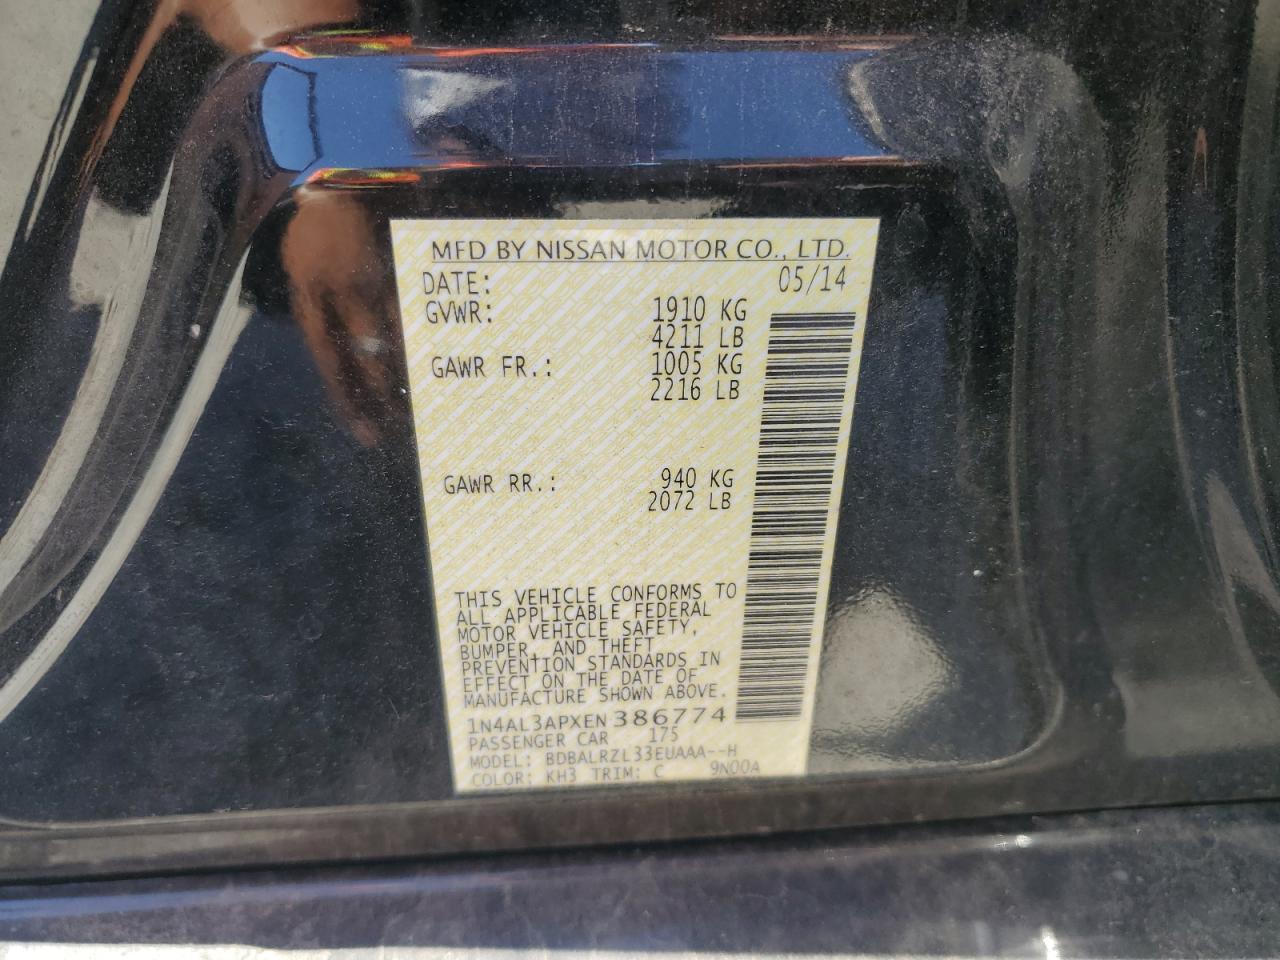 MFD BY NISSAN MOTOR CO., LTD.
DATE: 05/14
GVWR: 1910 KG
4211 LB
GAWR FR.: 1005 KG
2216 LB
GAWR RR.: 940 KG
2072 LB
THIS VEHICLE CONFORMS TO
ALL APPLICABLE FEDERAL
MOTOR VEHICLE SAFETY,
BUMPER, AND THEFT
PREVENTION STANDARDS IN
EFFECT ON THE DATE OF
MANUFACTURE SHOWN ABOVE.
1N4AL3APXEN386774
PASSENGER CAR 175
MODEL: BDBALRZL33EUAAA--H
COLOR: KH3 TRIM: C 9N00A